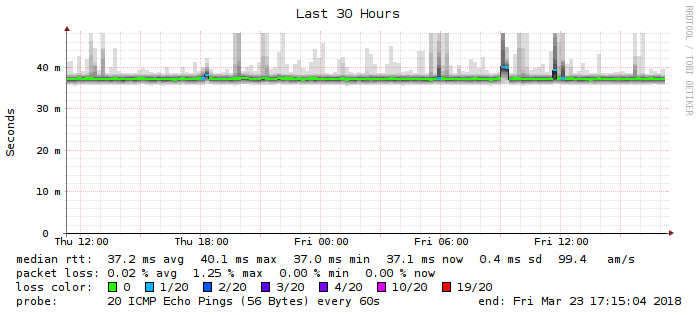 Last 30 Hours
RRDTOOL / TOBI OETIKER
Seconds
40 m
30 m
20 m
10 m
0
Thu 12:00 Thu 18:00 Fri 00:00 Fri 06:00 Fri 12:00
median rtt: 37.2 ms avg 40.1 ms max 37.0 ms min 37.1 ms now 0.4 ms sd 99.4 am/s
packet loss: 0.02 % avg 1.25 % max 0.00 % min 0.00 % now
loss color: 0 1/20 2/20 3/20 4/20 10/20 19/20
probe: 20 ICMP Echo Pings (56 Bytes) every 60s end: Fri Mar 23 17:15:04 2018